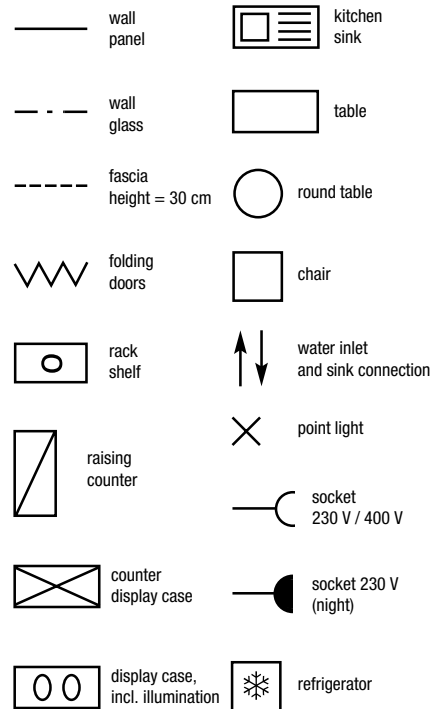 wall
panel
wall
glass
fascia
height = 30 cm
folding
doors
rack
shelf
raising
counter
counter
display case
display case,
incl. illumination
kitchen
sink
table
round table
chair
water inlet
and sink connection
point light
socket
230 V / 400 V
socket 230 V
(night)
refrigerator